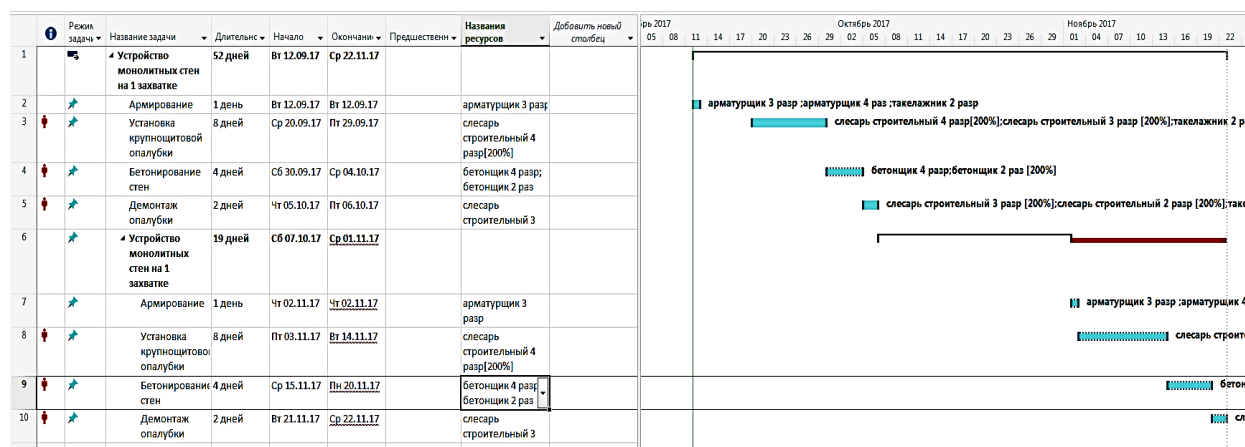 брь 2017 Октябрь 2017 Ноябрь 2017
Режим задачи Название задачи Длительнс Начало Окончани Предшественн Названия ресурсов Добавить новый столбец
05 08 11 14 17 20 23 26 29 02 05 08 11 14 17 20 23 26 29 01 04 07 10 13 16 19 22
1 Устройство 52 дней Вт 12.09.17 Ср 22.11.17
монолитных стен
на 1 захватке
2 Армирование 1 день Вт 12.09.17 Вт 12.09.17 арматурщик 3 разр арматурщик 3 разр ;арматурщик 4 раз ;такелажник 2 разр
3 Установка 8 дней Ср 20.09.17 Пт 29.09.17 слесарь слесарь строительный 4 разр[200%];слесарь строительный 3 разр [200%];такелажник 2 р
крупнощитовой строительный 4
опалубки разр[200%]
4 Бетонирование 4 дней Сб 30.09.17 Ср 04.10.17 бетонщик 4 разр; бетонщик 4 разр;бетонщик 2 раз [200%]
стен бетонщик 2 раз
5 Демонтаж 2 дней Чт 05.10.17 Пт 06.10.17 слесарь слесарь строительный 3 разр [200%];слесарь строительный 2 разр [200%];таке
опалубки строительный 3
6 Устройство 19 дней Сб 07.10.17 Ср 01.11.17
монолитных
стен на 1
захватке
7 Армирование 1 день Чт 02.11.17 Чт 02.11.17 арматурщик 3 арматурщик 3 разр ;арматурщик 4
разр
8 Установка 8 дней Пт 03.11.17 Вт 14.11.17 слесарь слесарь строит
крупнощитовой строительный 4
опалубки разр[200%]
9 Бетонирование 4 дней Ср 15.11.17 Пн 20.11.17 бетонщик 4 разр бетон
стен бетонщик 2 раз
10 Демонтаж 2 дней Вт 21.11.17 Ср 22.11.17 слесарь сл
опалубки строительный 3